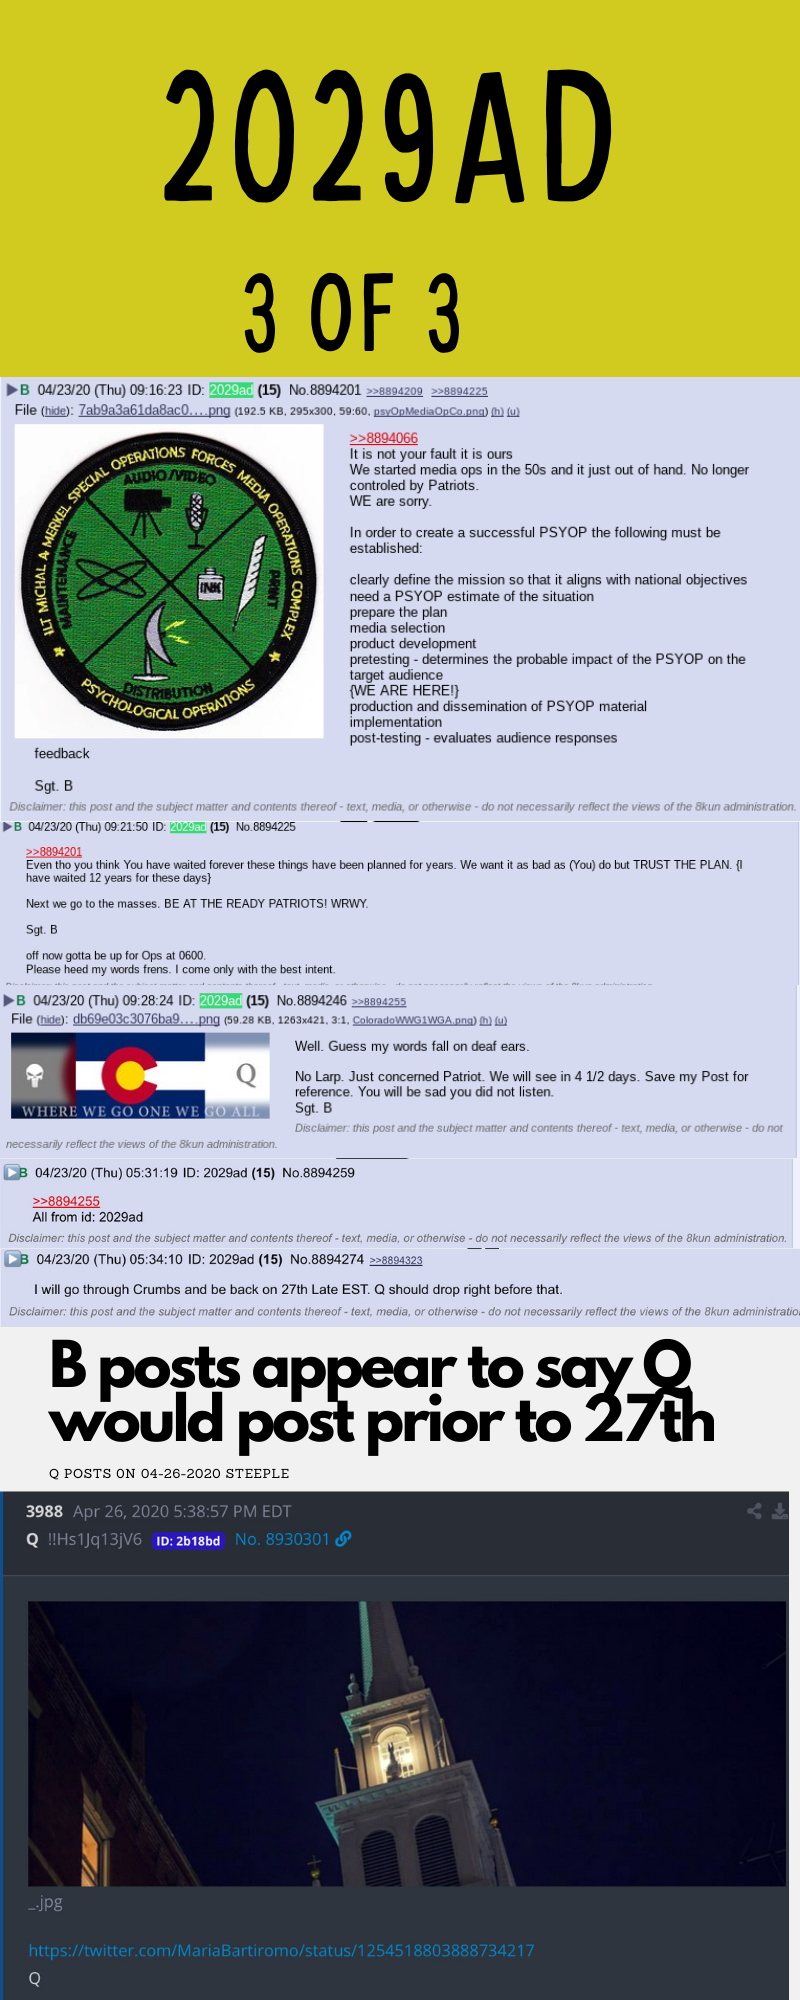 2029AD
3 OF 3
B 04/23/20 (Thu) 09:16:23 ID: 2029ad (15) No.8894201 >>8894209 >>8894225
File (hide): 7ab9a3a61da8ac0….png (192.5 KB, 295x300, 59:60, psyOpMediaOpCo.png) (h) (u)
1LT MICHAL A MERKEL SPECIAL OPERATIONS FORCES MEDIA OPERATIONS COMPLEX
AUDIO/VIDEO
MAINTENANCE
PRINT
INK
DISTRIBUTION
PSYCHOLOGICAL OPERATIONS
>>8894066
It is not your fault it is ours
We started media ops in the 50s and it just out of hand. No longer
controled by Patriots.
WE are sorry.
In order to create a successful PSYOP the following must be
established:
clearly define the mission so that it aligns with national objectives
need a PSYOP estimate of the situation
prepare the plan
media selection
product development
pretesting - determines the probable impact of the PSYOP on the
target audience
{WE ARE HERE!}
production and dissemination of PSYOP material
implementation
post-testing - evaluates audience responses
feedback
Sgt. B
Disclaimer: this post and the subject matter and contents thereof - text, media, or otherwise - do not necessarily reflect the views of the 8kun administration.
B 04/23/20 (Thu) 09:21:50 ID: 2029ad (15) No.8894225
>>8894201
Even tho you think You have waited forever these things have been planned for years. We want it as bad as (You) do but TRUST THE PLAN. {I
have waited 12 years for these days}
Next we go to the masses. BE AT THE READY PATRIOTS! WRWY.
Sgt. B
off now gotta be up for Ops at 0600.
Please heed my words frens. I come only with the best intent.
B 04/23/20 (Thu) 09:28:24 ID: 2029ad (15) No.8894246 >>8894255
File (hide): db69e03c3076ba9….png (59.28 KB, 1263x421, 3:1, ColoradoWWG1WGA.png) (h) (u)
Q
WHERE WE GO ONE WE GO ALL
Well. Guess my words fall on deaf ears.
No Larp. Just concerned Patriot. We will see in 4 1/2 days. Save my Post for
reference. You will be sad you did not listen.
Sgt. B
Disclaimer: this post and the subject matter and contents thereof - text, media, or otherwise - do not
necessarily reflect the views of the 8kun administration.
B 04/23/20 (Thu) 05:31:19 ID: 2029ad (15) No.8894259
>>8894255
All from id: 2029ad
Disclaimer: this post and the subject matter and contents thereof - text, media, or otherwise - do not necessarily reflect the views of the 8kun administration.
B 04/23/20 (Thu) 05:34:10 ID: 2029ad (15) No.8894274 >>8894323
I will go through Crumbs and be back on 27th Late EST. Q should drop right before that.
Disclaimer: this post and the subject matter and contents thereof - text, media, or otherwise - do not necessarily reflect the views of the 8kun administratio
B posts appear to say Q
would post prior to 27th
Q POSTS 0N 04-26-2020 STEEPLE
3988 Apr 26, 2020 5:38:57 PM EDT
Q !!Hs1Jq13jV6 ID: 2b18bd No. 8930301
_.jpg
https://twitter.com/MariaBartiromo/status/1254518803888734217
Q